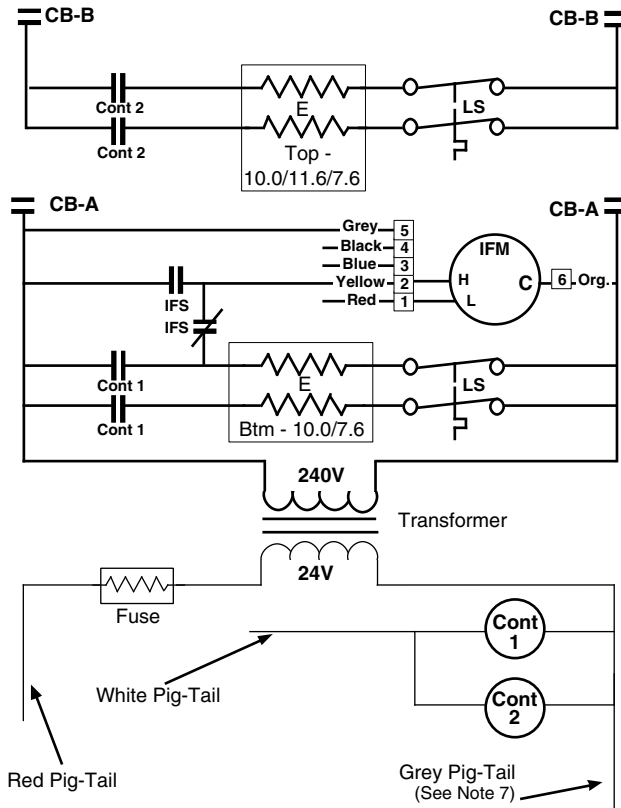 CB-B
CB-B
Cont 2
Cont 2
E
LS
Top -
10.0/11.6/7.6
CB-A
CB-A
Grey 5
Black 4
Blue 3
Yellow 2
Red 1
IFM
H
L
C
6 Org.
IFS
IFS
Cont 1
Cont 1
E
LS
Btm - 10.0/7.6
240V
Transformer
24V
Fuse
Cont
1
White Pig-Tail
Cont
2
Red Pig-Tail
Grey Pig-Tail
(See Note 7)